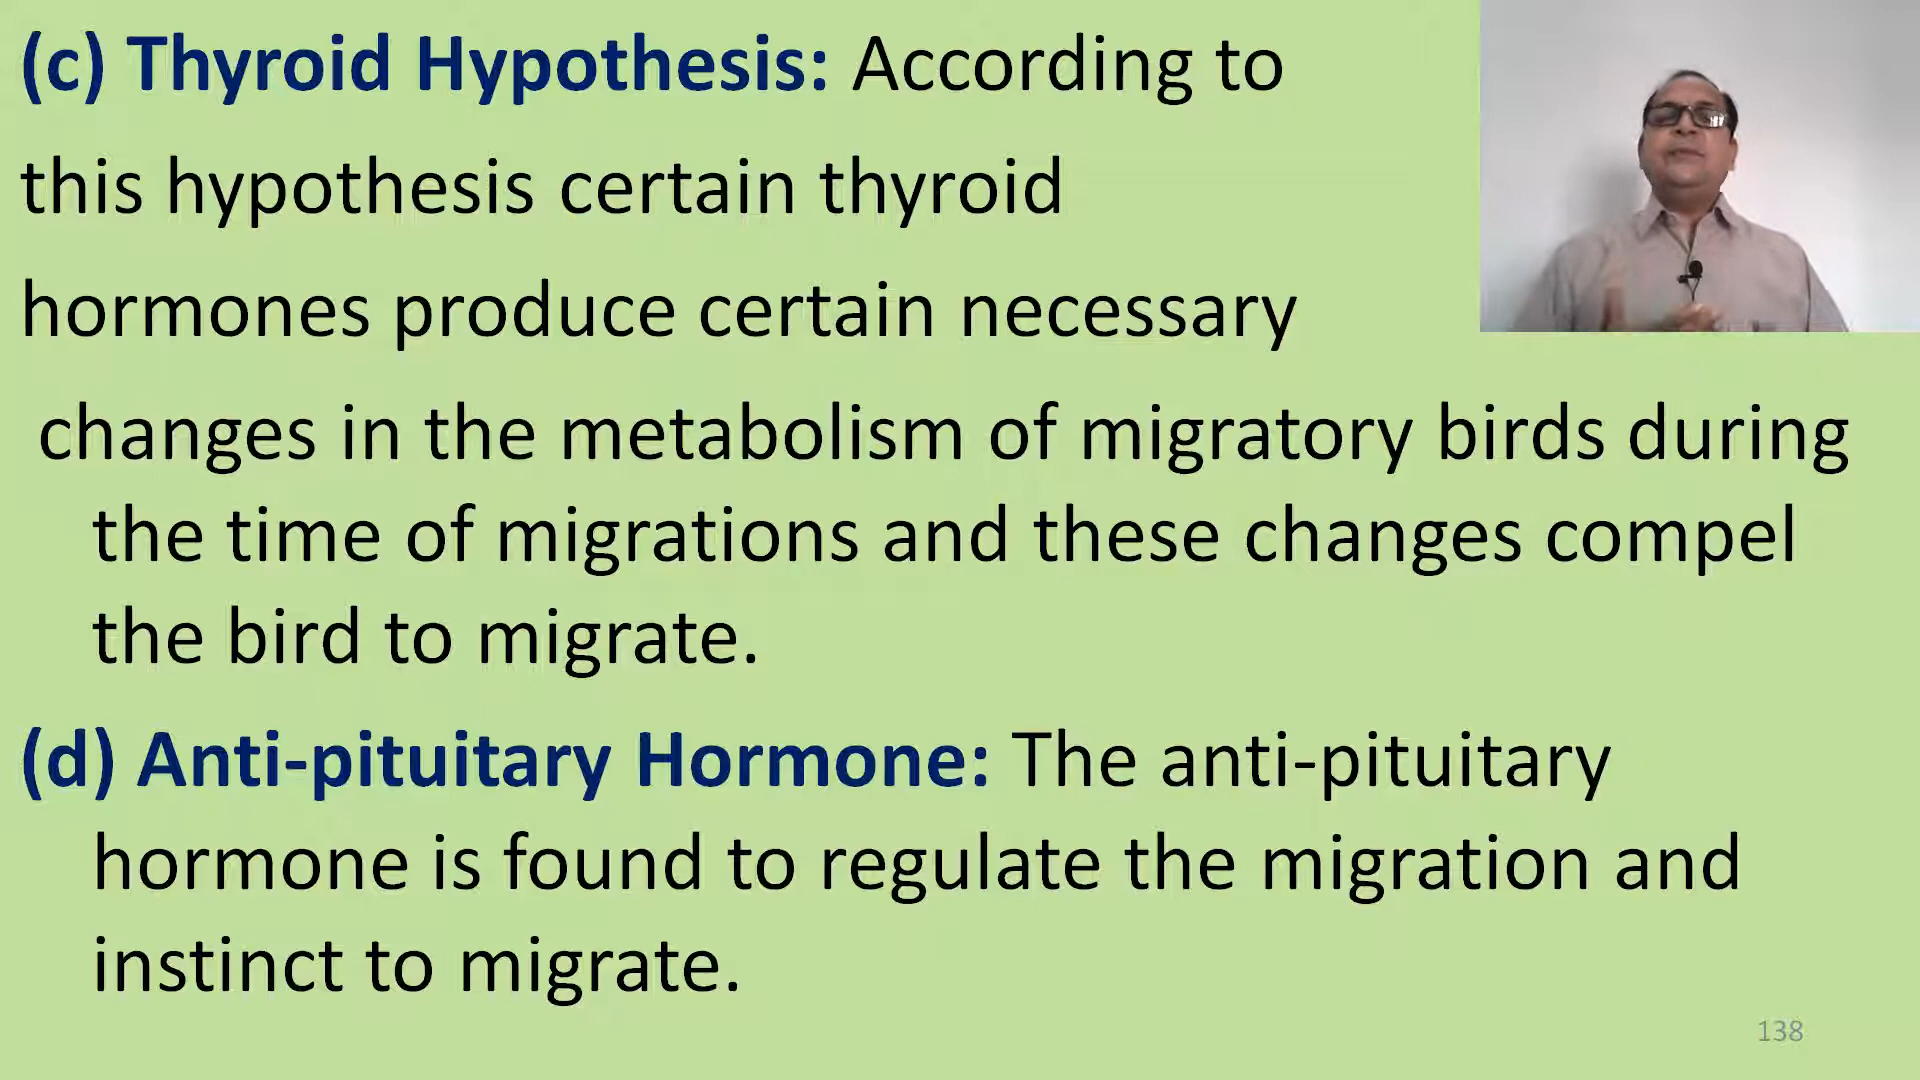 (c) Thyroid Hypothesis: According to
this hypothesis certain thyroid
hormones produce certain necessary
changes in the metabolism of migratory birds during
the time of migrations and these changes compel
the bird to migrate.
(d) Anti-pituitary Hormone: The anti-pituitary
hormone is found to regulate the migration and
instinct to migrate.
138